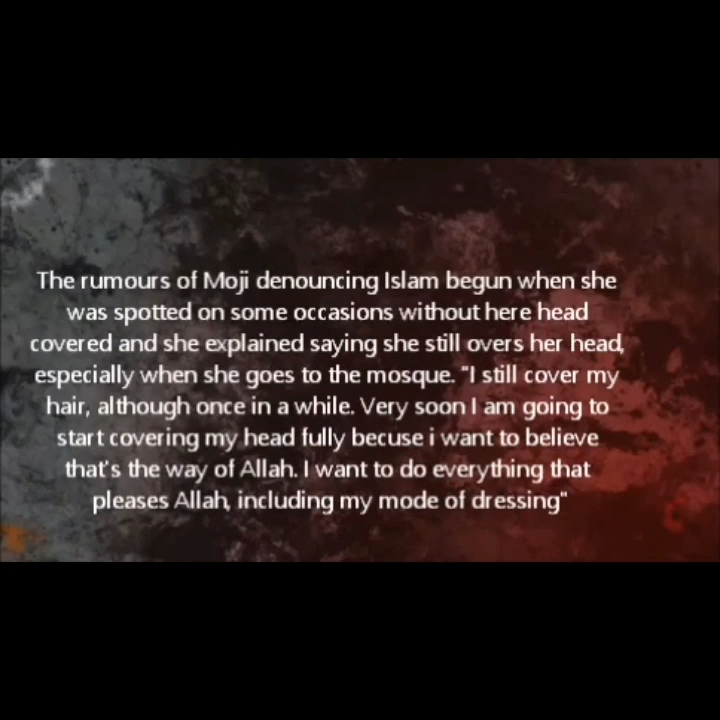 The rumours of Moji denouncing Islam begun when she
was spotted on some occasions without here head
covered and she explained saying she still overs her head,
especially when she goes to the mosque. "I still cover my
hair, although once in a while. Very soon I am going to
start covering my head fully becuse i want to believe
that's the way of Allah. I want to do everything that
pleases Allah, including my mode of dressing"